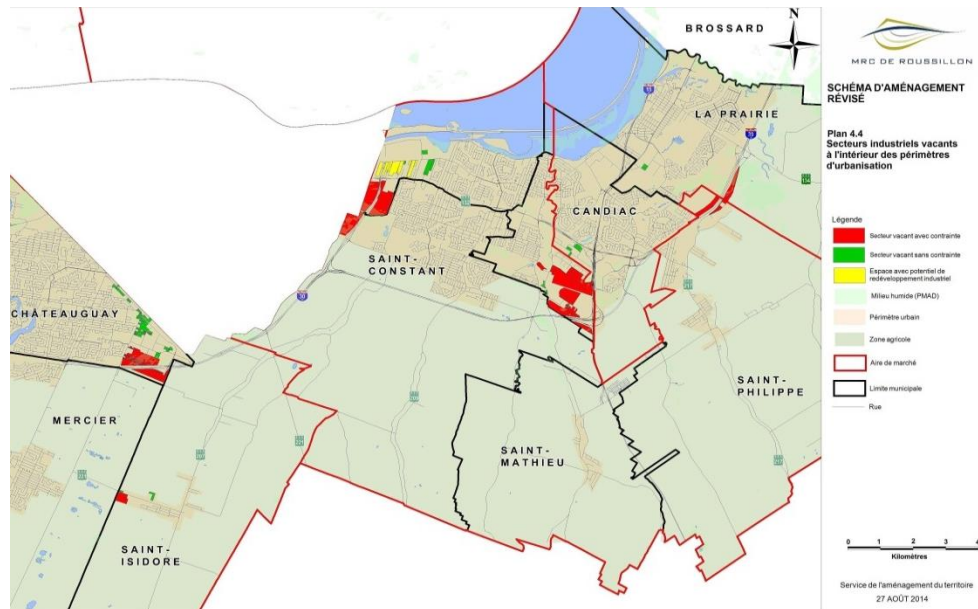 BROSSARD
N
LA PRAIRIE
CANDIAC
SAINT-
CONSTANT
CHÂTEAUGUAY
MERCIER
SAINT-
PHILIPPE
SAINT-
MATHIEU
SAINT-
ISIDORE
MRC DE ROUSSILLON
SCHÉMA D'AMÉNAGEMENT
RÉVISÉ
Plan 4.4
Secteurs industriels vacants
à l'intérieur des périmètres
d'urbanisation
Légende
Secteur vacant avec contrainte
Secteur vacant sans contrainte
Espace avec potentiel de
redéveloppement industriel
Milieu humide (PMAD)
Périmètre urbain
Zone agricole
Aire de marché
Limite municipale
Rue
0 1 2 3 4
Kilomètres
Service de l'aménagement du territoire
27 AOÛT 2014